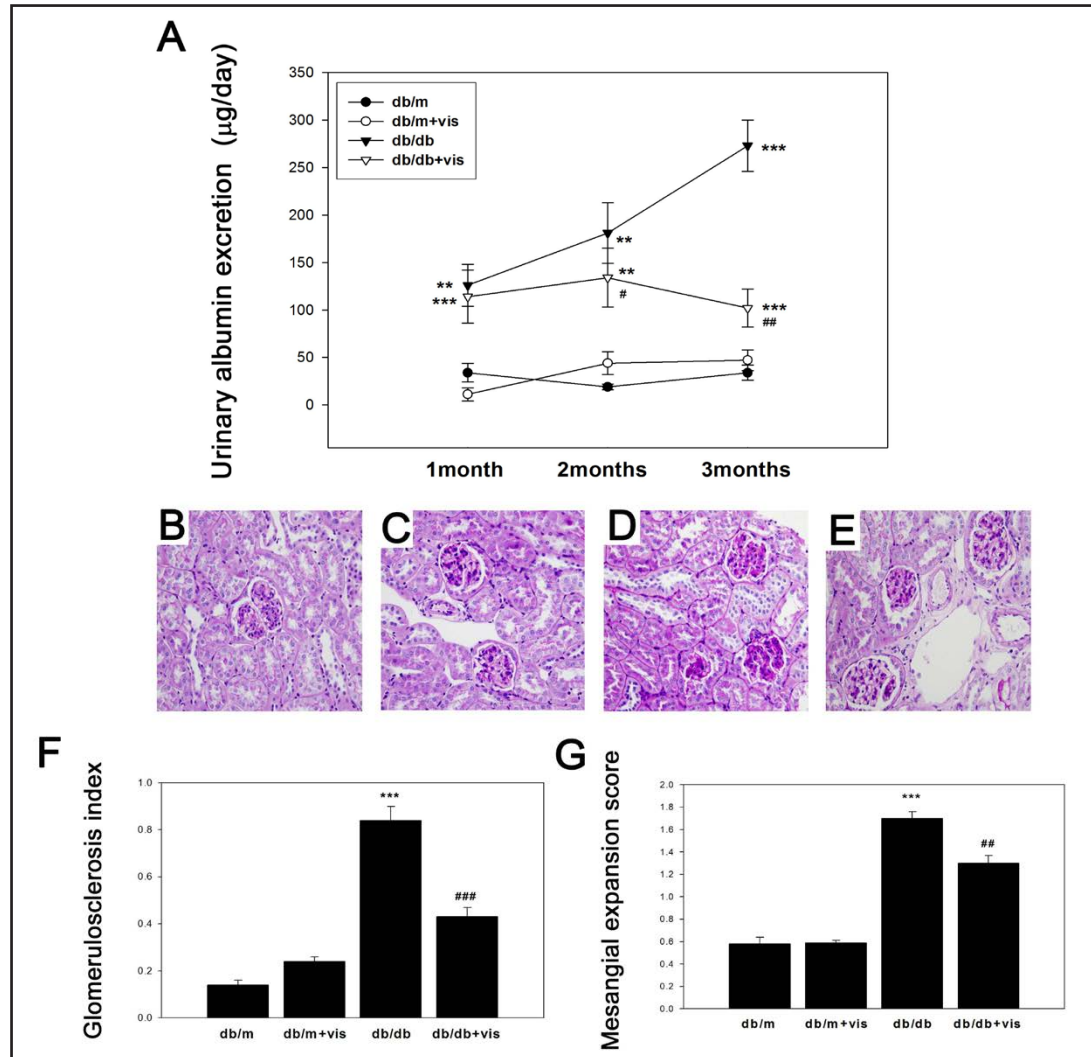 A
Urinary albumin excretion (μg/day)
350
300
250
200
150
100
50
0
db/m
db/m+vis
db/db
db/db+vis
***
**
**
#
**
***
***
##
1month 2months 3months
B C D E
F
Glomerulosclerosis index
1.0
0.8
0.6
0.4
0.2
0.0
***
###
db/m db/m+vis db/db db/db+vis
G
Mesangial expansion score
2.0
1.8
1.6
1.4
1.2
1.0
0.8
0.6
0.4
0.2
0.0
***
##
db/m db/m+vis db/db db/db+vis